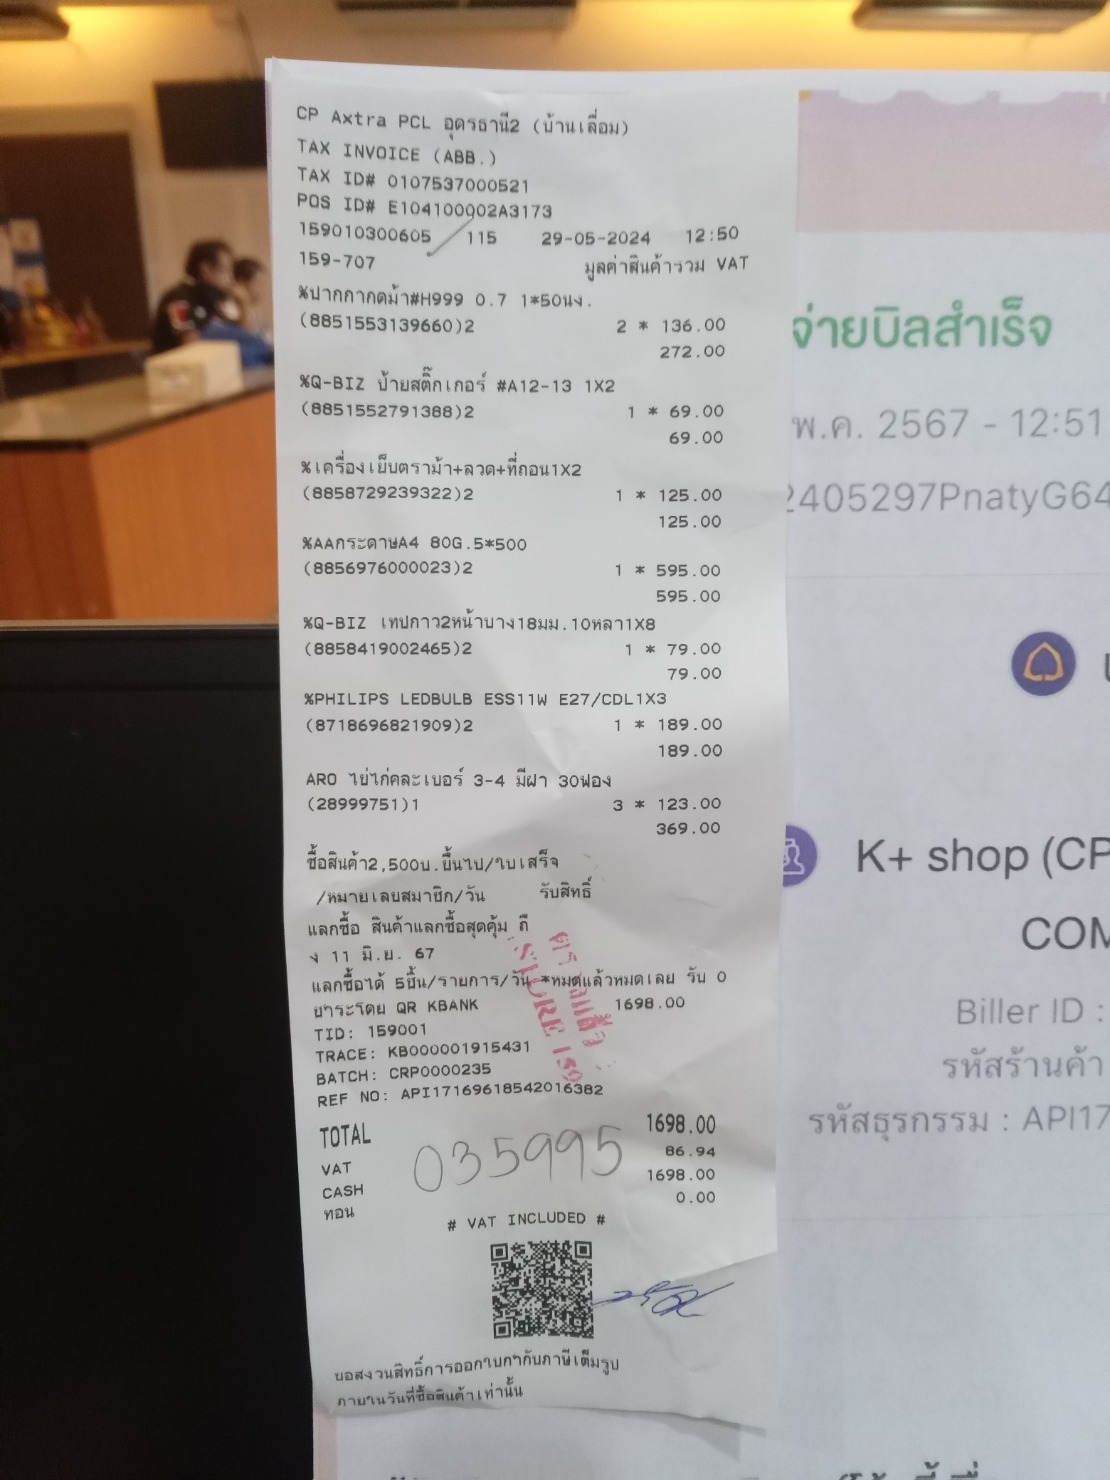 CP Axtra PCL อุดรธานี2 (บ้านเลื่อม)
TAX INVOICE (ABB.)
TAX ID# 0107537000521
POS ID# E104100002A3173
159010300605 115 29-05-2024 12:50
159-707 มูลค่าสินค้ารวม VAT
%ปากกากดม้า#H999 0.7 1*50นง.
(8851553139660)2 2 * 136.00
272.00
%Q-BIZ ป้ายสติ๊กเกอร์ #A12-13 1X2
(8851552791388)2 1 * 69.00
69.00
%เครื่องเย็บตราม้า+ลวด+ที่ถอน1X2
(8858729239322)2 1 * 125.00
125.00
%AAกระดาษA4 80G.5*500
(8856976000023)2 1 * 595.00
595.00
%Q-BIZ เทปกาว2หน้าบาง18มม.10หลา1X8
(8858419002465)2 1 * 79.00
79.00
%PHILIPS LEDBULB ESS11W E27/CDL1X3
(8718696821909)2 1 * 189.00
189.00
ARO ไข่ไก่คละเบอร์ 3-4 มีฝา 30ฟอง
(28999751)1 3 * 123.00
369.00
ซื้อสินค้า2,500บ.ขึ้นไป/ใบเสร็จ
/หมายเลขสมาชิก/วัน รับสิทธิ์
แลกซื้อ สินค้าแลกซื้อสุดคุ้ม ถึ
ง 11 มิ.ย. 67
แลกซื้อได้ 5ชิ้น/รายการ/วัน *หมดแล้วหมดเลย รับ 0
ชำระโดย QR KBANK 1698.00
TID: 159001
TRACE: KB000001915431
BATCH: CRP0000235
REF NO: API17169618542016382
ตรวจแล้ว
STORE 159
TOTAL 1698.00
VAT 86.94
CASH 1698.00
ทอน 0.00
035995
# VAT INCLUDED #
ขอสงวนสิทธิ์การออกใบกำกับภาษีเต็มรูป
ภายในวันที่ซื้อสินค้าเท่านั้น
จ่ายบิลสำเร็จ
พ.ค. 2567 - 12:51
2405297PnatyG64
K+ shop (CP
COM
Biller ID :
รหัสร้านค้า
รหัสธุรกรรม : API17